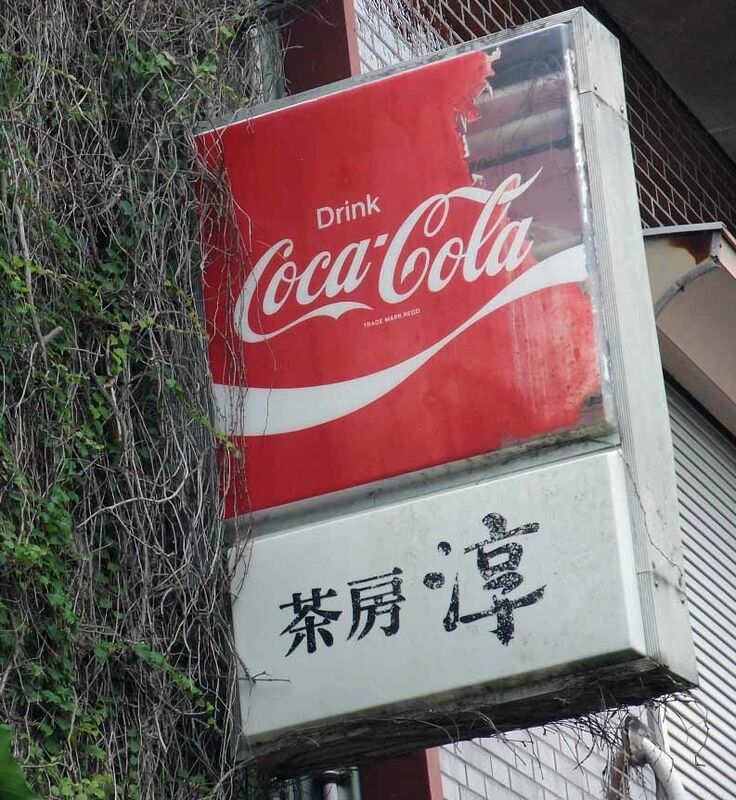 Drink
Coca-Cola
TRADE MARK REGD
茶房 淳